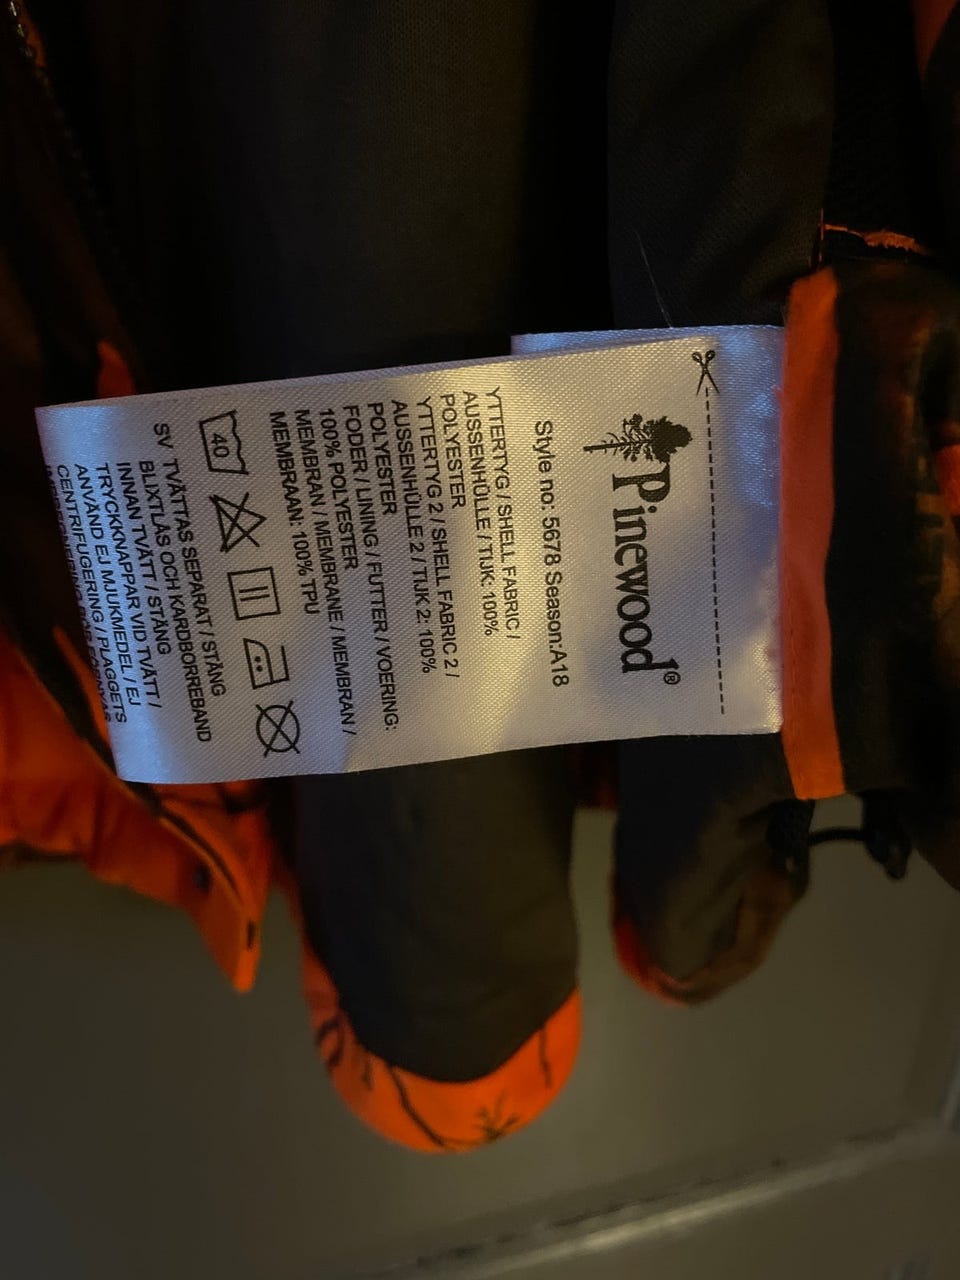 Pinewood®
Style no: 5678 Season:A18
YTTERTYG / SHELL FABRIC /
AUSSENHÜLLE / TIJK: 100%
POLYESTER
YTTERTYG 2 / SHELL FABRIC 2 /
AUSSENHÜLLE 2 / TIJK 2: 100%
POLYESTER
FODER / LINING / FUTTER / VOERING:
100% POLYESTER
MEMBRAN / MEMBRANE / MEMBRAN /
MEMBRAAN: 100% TPU
40
SV TVÄTTAS SEPARAT / STÄNG
BLIXTLÅS OCH KARDBORREBAND
INNAN TVÄTT / STÄNG
TRYCKKNAPPAR VID TVÄTT /
ANVÄND EJ MJUKMEDEL / EJ
CENTRIFUGERING / PLAGGETS